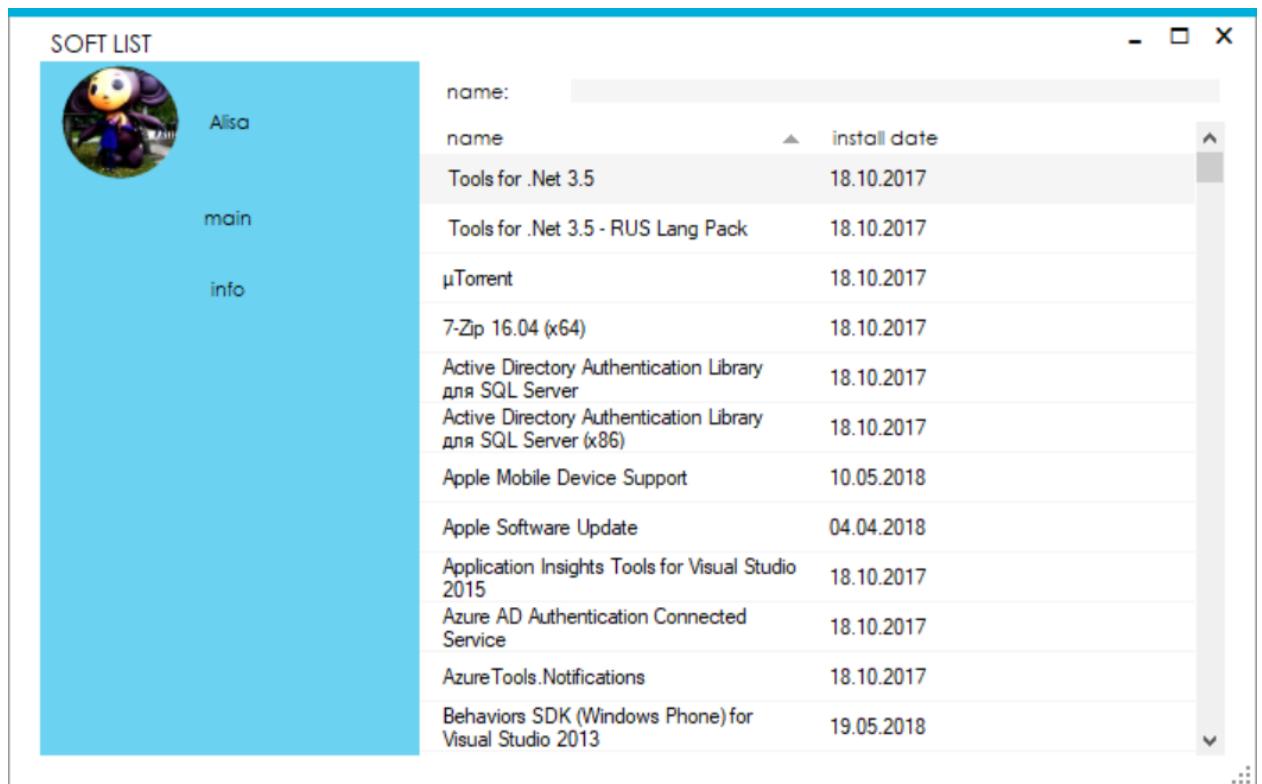 SOFT LIST
Alisa
main
info
name:
name install date
Tools for .Net 3.5 18.10.2017
Tools for .Net 3.5 - RUS Lang Pack 18.10.2017
µTorrent 18.10.2017
7-Zip 16.04 (x64) 18.10.2017
Active Directory Authentication Library
для SQL Server 18.10.2017
Active Directory Authentication Library
для SQL Server (x86) 18.10.2017
Apple Mobile Device Support 10.05.2018
Apple Software Update 04.04.2018
Application Insights Tools for Visual Studio
2015 18.10.2017
Azure AD Authentication Connected
Service 18.10.2017
AzureTools.Notifications 18.10.2017
Behaviors SDK (Windows Phone) for
Visual Studio 2013 19.05.2018